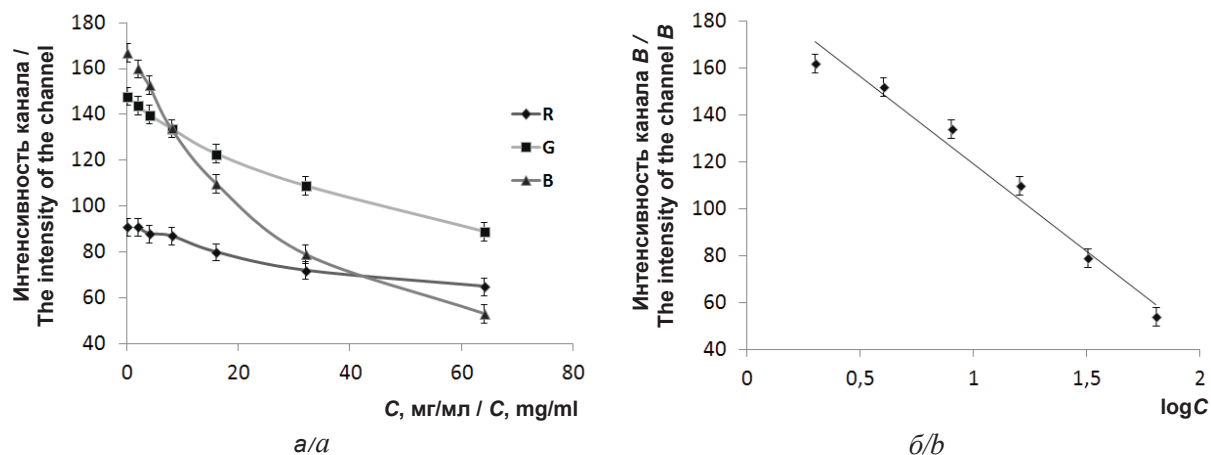 Интенсивность канала /
The intensity of the channel
180
160
140
120
100
80
60
40
0
20
40
60
80
C, мг/мл / C, mg/ml
R
G
B
а/a
Интенсивность канала B /
The intensity of the channel B
180
160
140
120
100
80
60
40
0
0,5
1
1,5
2
logC
б/b